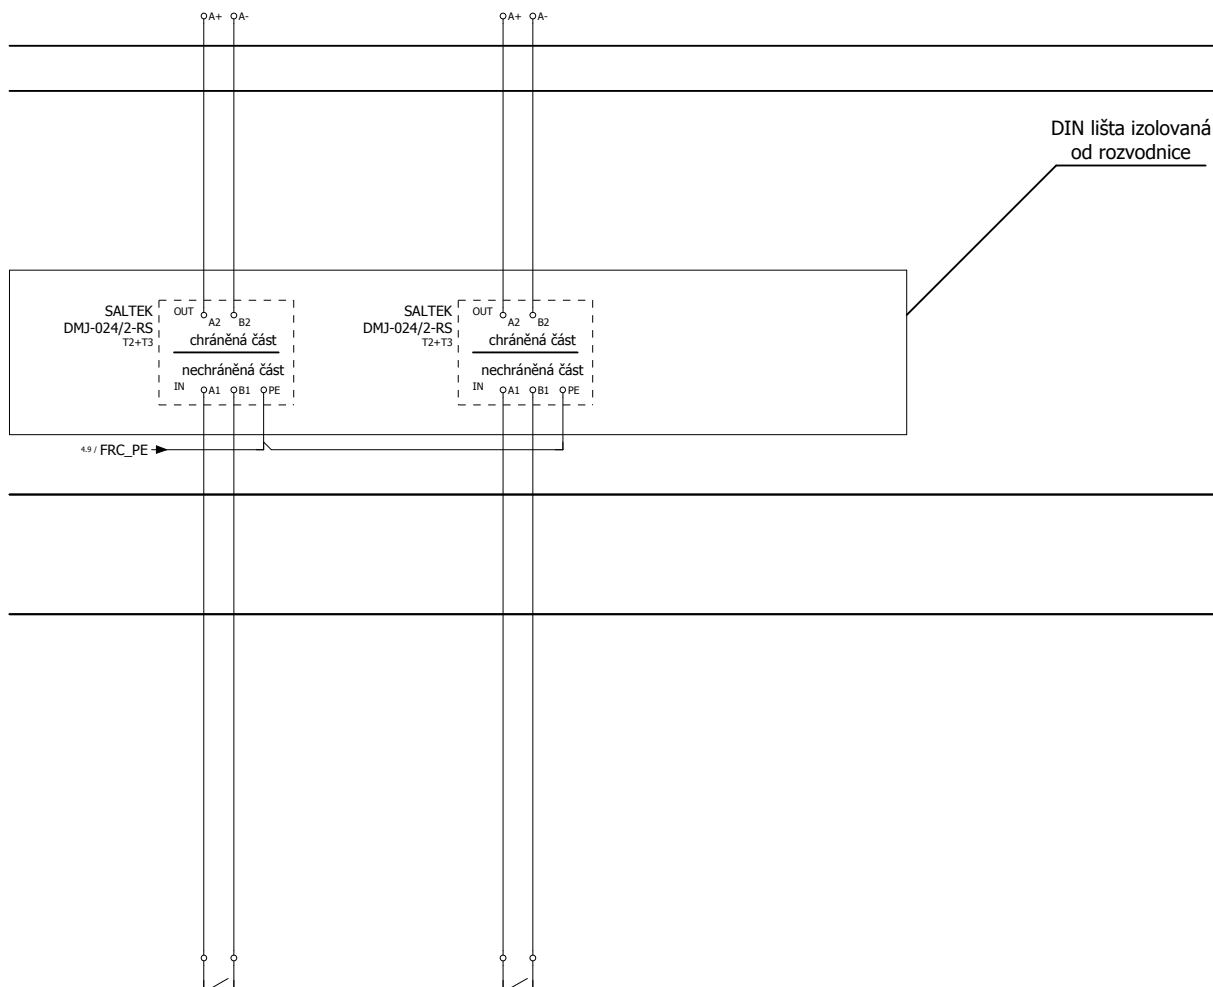 A+ A- A+ A-
DIN lišta izolovaná
od rozvodnice
SALTEK
DMJ-024/2-RS
T2+T3
OUT
A2 B2
chráněná část
nechráněná část
IN A1 B1 PE
SALTEK
DMJ-024/2-RS
T2+T3
OUT
A2 B2
chráněná část
nechráněná část
IN A1 B1 PE
4.9 / FRC_PE